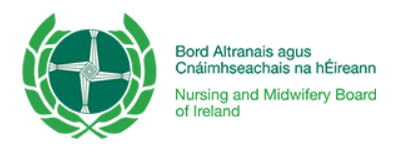 Bord Altranais agus
Cnáimhseachais na hÉireann
Nursing and Midwifery Board
of Ireland